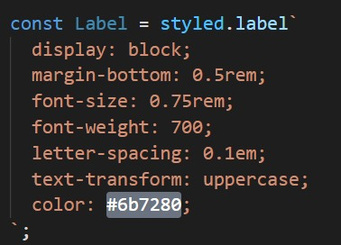 const Label = styled.label`
  display: block;
  margin-bottom: 0.5rem;
  font-size: 0.75rem;
  font-weight: 700;
  letter-spacing: 0.1em;
  text-transform: uppercase;
  color: #6b7280;
`;